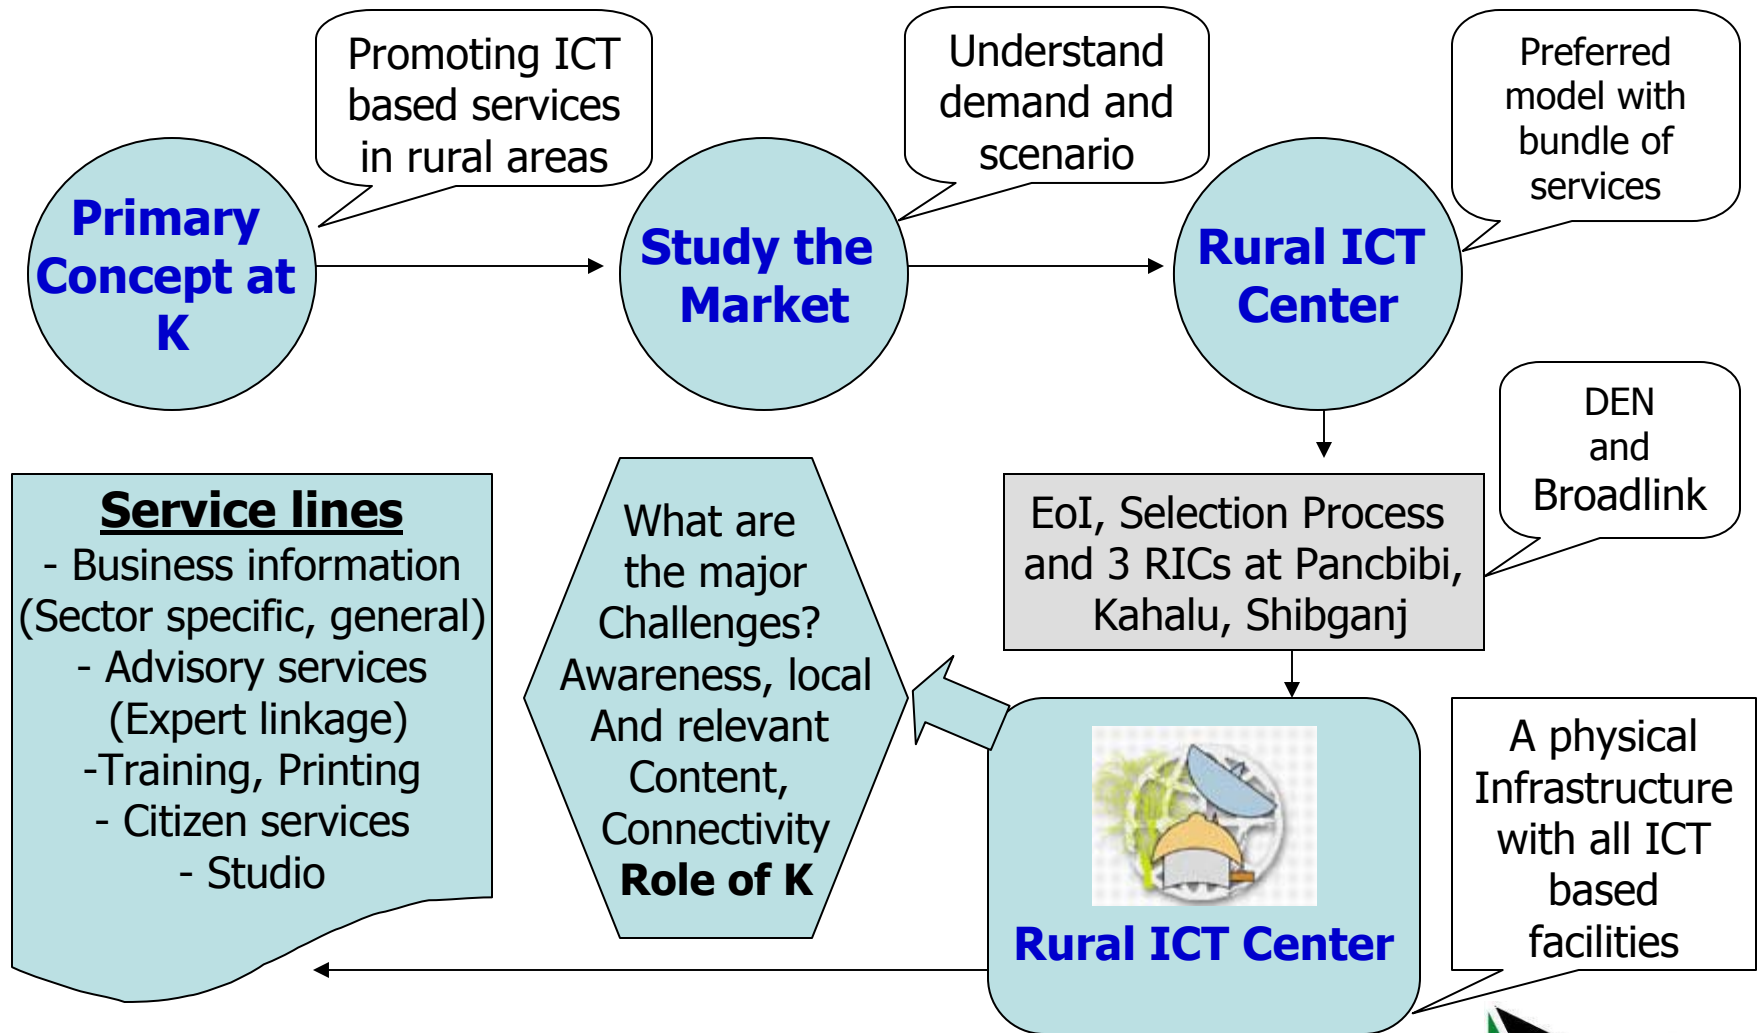 Promoting ICT
based services
in rural areas
Understand
demand and
scenario
Preferred
model with
bundle of
services
Primary
Concept at
K
Study the
Market
Rural ICT
Center
DEN
and
Broadlink
EoI, Selection Process
and 3 RICs at Pancbibi,
Kahalu, Shibganj
Service lines
- Business information
(Sector specific, general)
- Advisory services
(Expert linkage)
-Training, Printing
- Citizen services
- Studio
What are
the major
Challenges?
Awareness, local
And relevant
Content,
Connectivity
Role of K
Rural ICT Center
A physical
Infrastructure
with all ICT
based
facilities